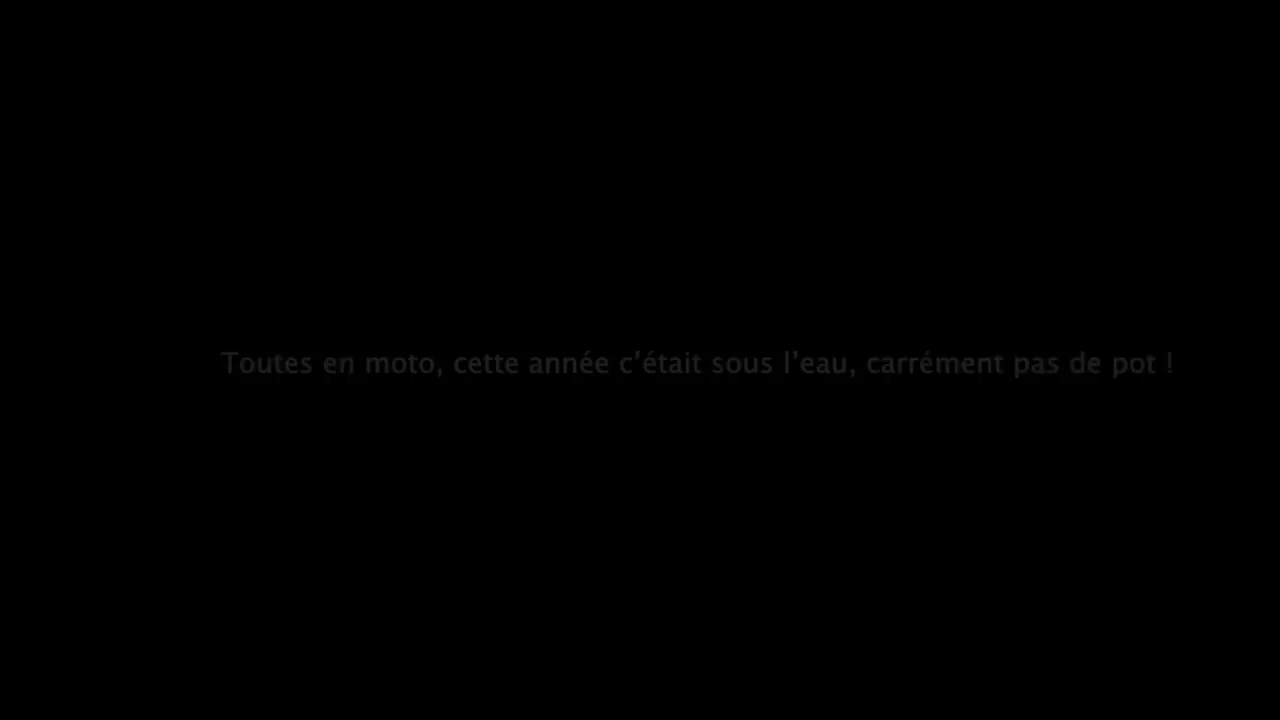 Toutes en moto, cette année c’était sous l’eau, carrément pas de pot !